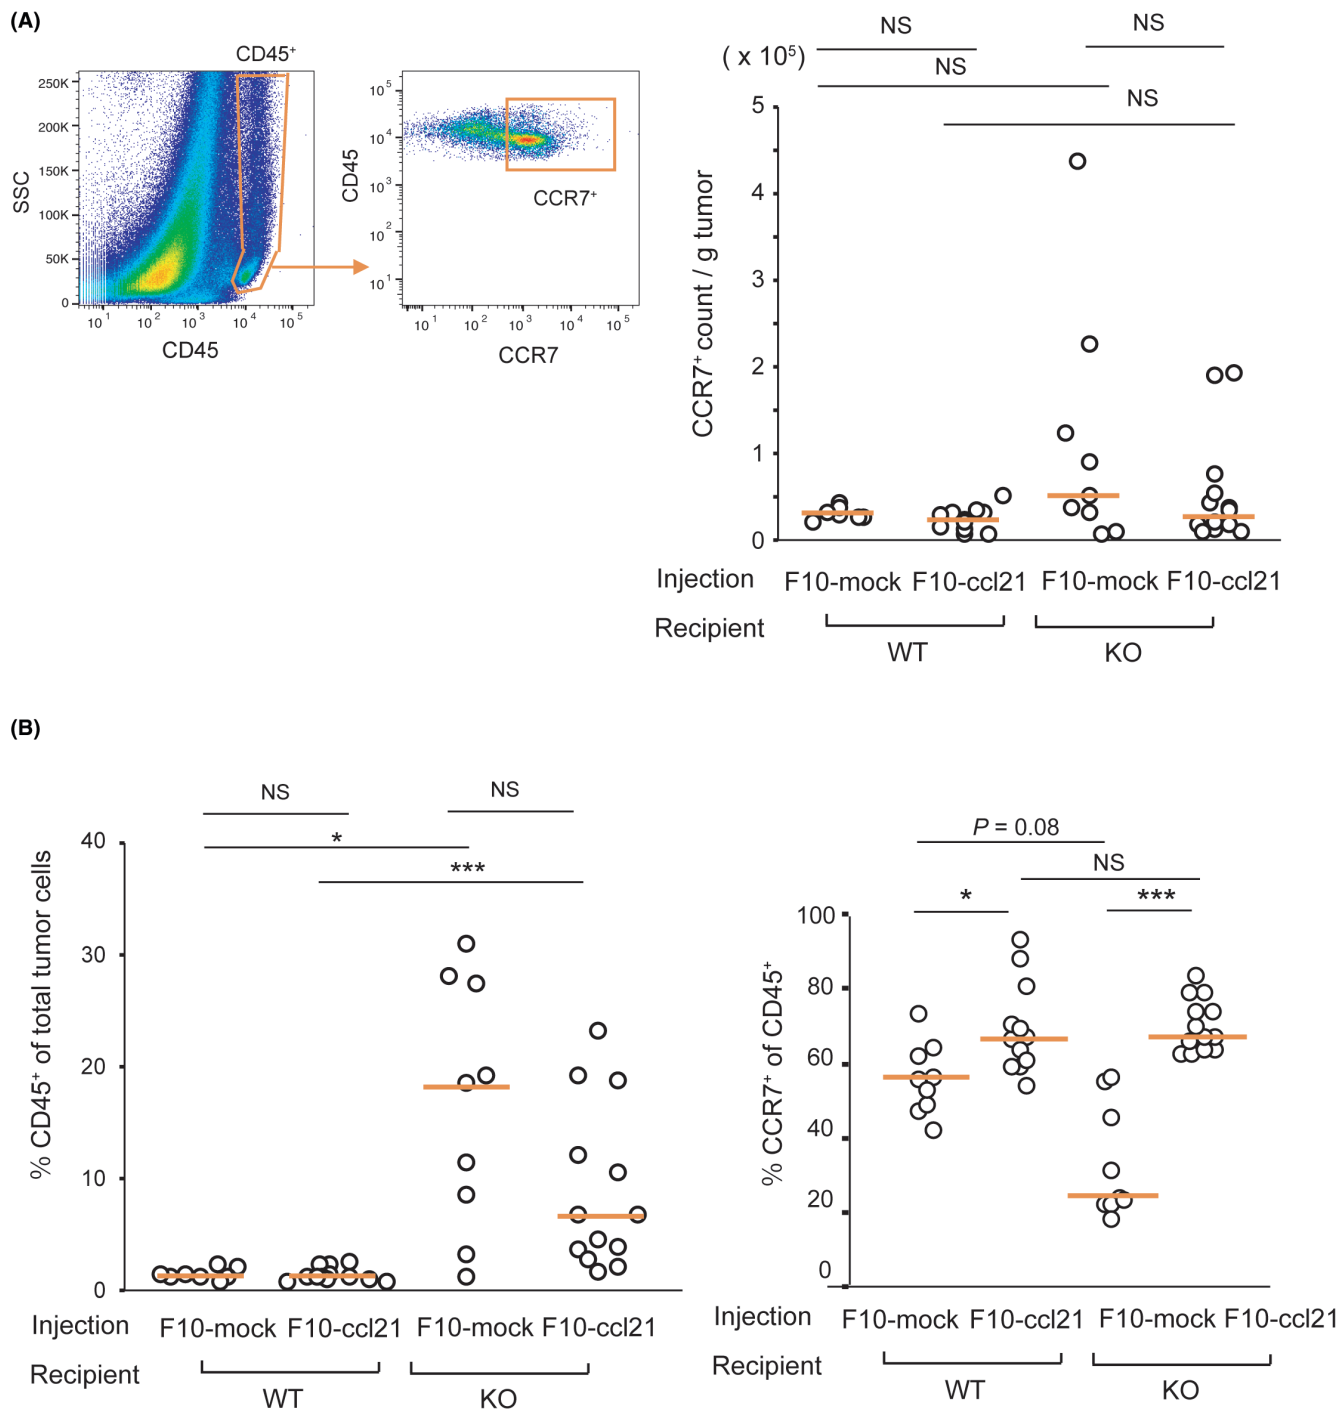 (A)
CD45⁺
250K
200K
150K
100K
50K
0
SSC
10¹ 10² 10³ 10⁴ 10⁵
CD45
10⁵
10⁴
10³
10²
10¹
CD45
CCR7⁺
10¹ 10² 10³ 10⁴ 10⁵
CCR7
NS NS
( x 10⁵)
NS
NS
5
4
3
2
1
0
CCR7⁺ count / g tumor
Injection F10-mock F10-ccl21 F10-mock F10-ccl21
Recipient
WT KO
(B)
NS NS
*
***
40
30
20
10
0
% CD45⁺ of total tumor cells
Injection F10-mock F10-ccl21 F10-mock F10-ccl21
Recipient
WT KO
P = 0.08
NS
* ***
100
80
60
40
20
0
% CCR7⁺ of CD45⁺
Injection F10-mock F10-ccl21 F10-mock F10-ccl21
Recipient
WT KO